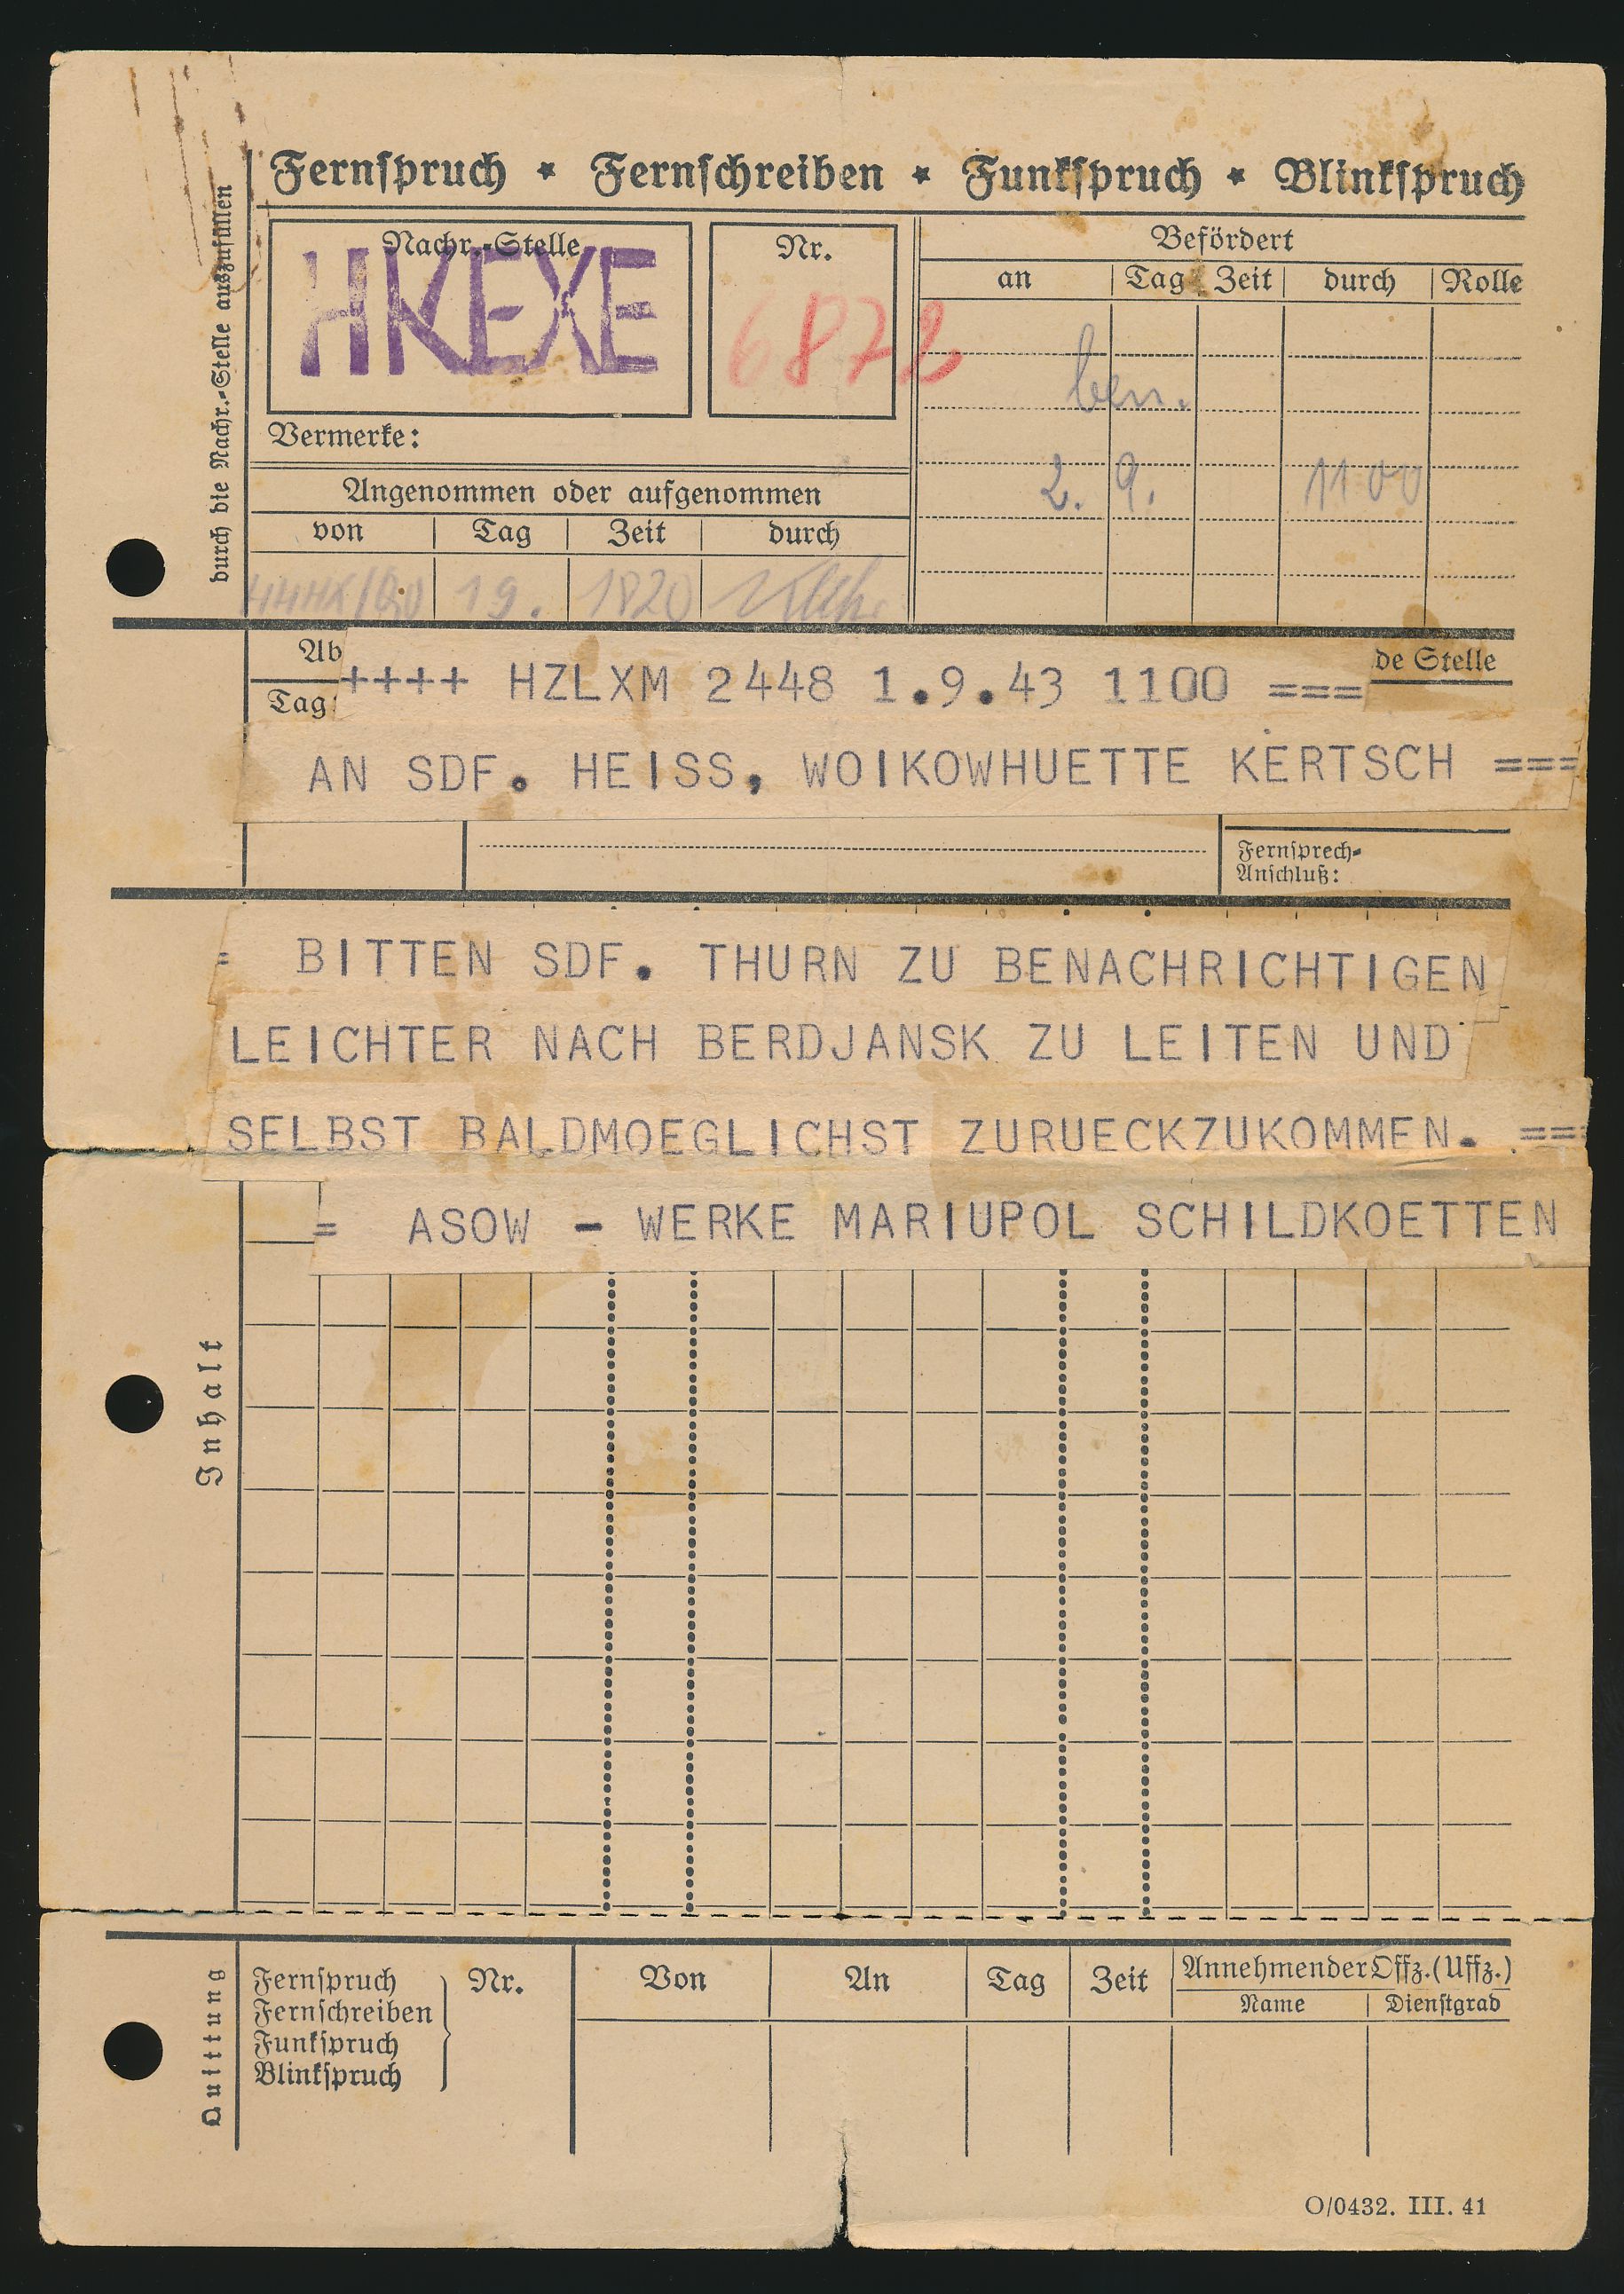 Fernspruch * Fernschreiben * Funkspruch * Blinkspruch
durch die Nachr.-Stelle auszufüllen
Nachr.-Stelle
HKEXE
Nr.
6872
Befördert
an Tag Zeit durch Rolle
2. 9. 1100
Vermerke:
Angenommen oder aufgenommen
von Tag Zeit durch
19. 1820
Ab
de Stelle
Tag
++++ HZLXM 2448 1.9.43 1100 ===
AN SDF. HEISS, WOIKOWHUETTE KERTSCH ===
Fernsprech-
Anschluß:
= BITTEN SDF. THURN ZU BENACHRICHTIGEN
LEICHTER NACH BERDJANSK ZU LEITEN UND
SELBST BALDMOEGLICHST ZURUECKZUKOMMEN. ===
= ASOW - WERKE MARIUPOL SCHILDKOETTEN
Inhalt
Quittung
Fernspruch
Fernschreiben
Funkspruch
Blinkspruch
Nr. Von An Tag Zeit Annehmender Offz. (Uffz.)
Name Dienstgrad
O/0432. III. 41